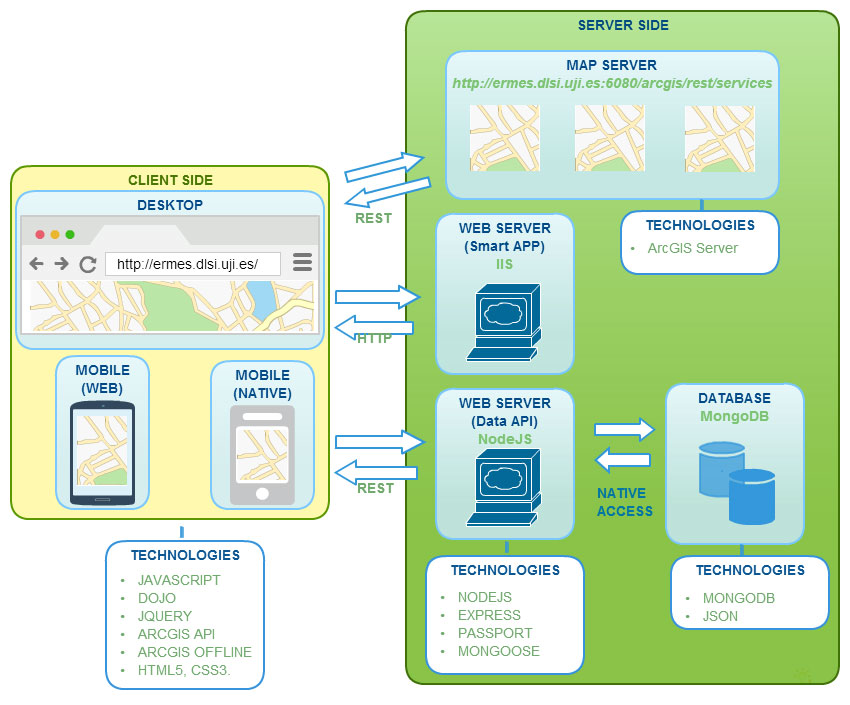 SERVER SIDE
MAP SERVER
http://ermes.dlsi.uji.es:6080/arcgis/rest/services
TECHNOLOGIES
• ArcGIS Server
CLIENT SIDE
DESKTOP
http://ermes.dlsi.uji.es/
MOBILE
(WEB)
MOBILE
(NATIVE)
TECHNOLOGIES
• JAVASCRIPT
• DOJO
• JQUERY
• ARCGIS API
• ARCGIS OFFLINE
• HTML5, CSS3.
REST
HTTP
REST
WEB SERVER
(Smart APP)
IIS
WEB SERVER
(Data API)
NodeJS
TECHNOLOGIES
• NODEJS
• EXPRESS
• PASSPORT
• MONGOOSE
NATIVE
ACCESS
DATABASE
MongoDB
TECHNOLOGIES
• MONGODB
• JSON